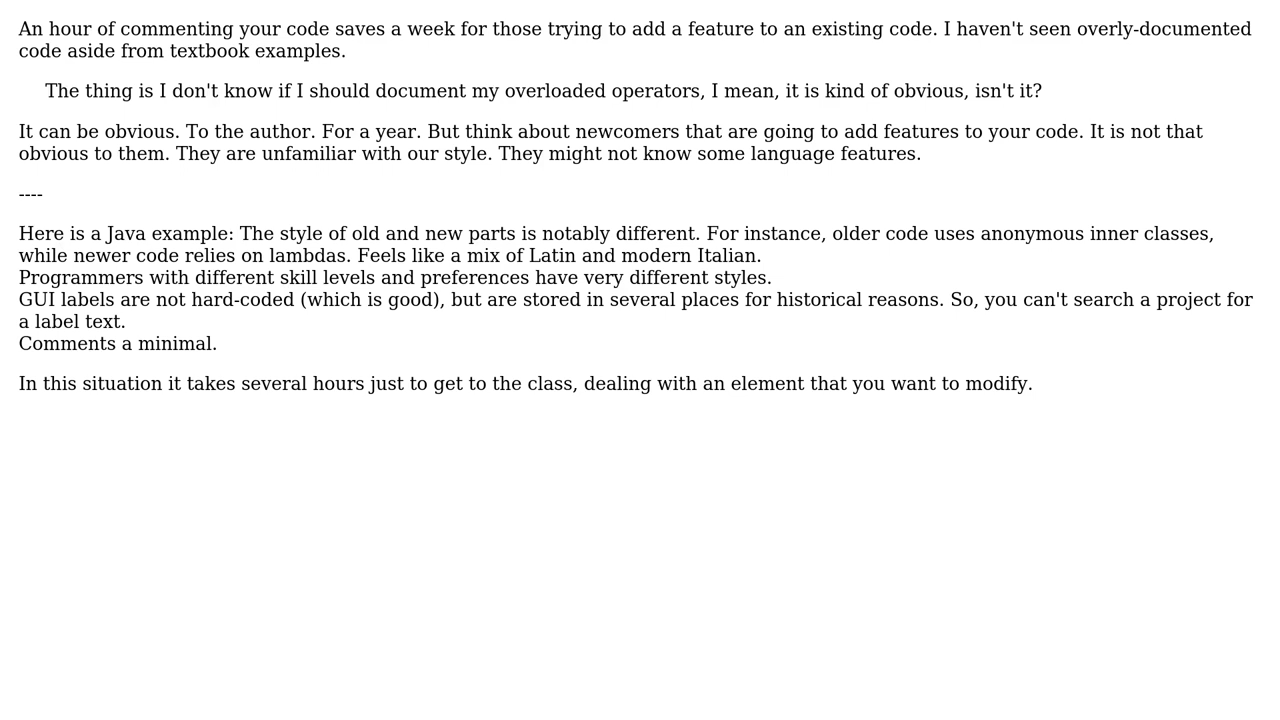 An hour of commenting your code saves a week for those trying to add a feature to an existing code. I haven't seen overly-documented
code aside from textbook examples.
The thing is I don't know if I should document my overloaded operators, I mean, it is kind of obvious, isn't it?
It can be obvious. To the author. For a year. But think about newcomers that are going to add features to your code. It is not that
obvious to them. They are unfamiliar with our style. They might not know some language features.
----
Here is a Java example: The style of old and new parts is notably different. For instance, older code uses anonymous inner classes,
while newer code relies on lambdas. Feels like a mix of Latin and modern Italian.
Programmers with different skill levels and preferences have very different styles.
GUI labels are not hard-coded (which is good), but are stored in several places for historical reasons. So, you can't search a project for
a label text.
Comments a minimal.
In this situation it takes several hours just to get to the class, dealing with an element that you want to modify.